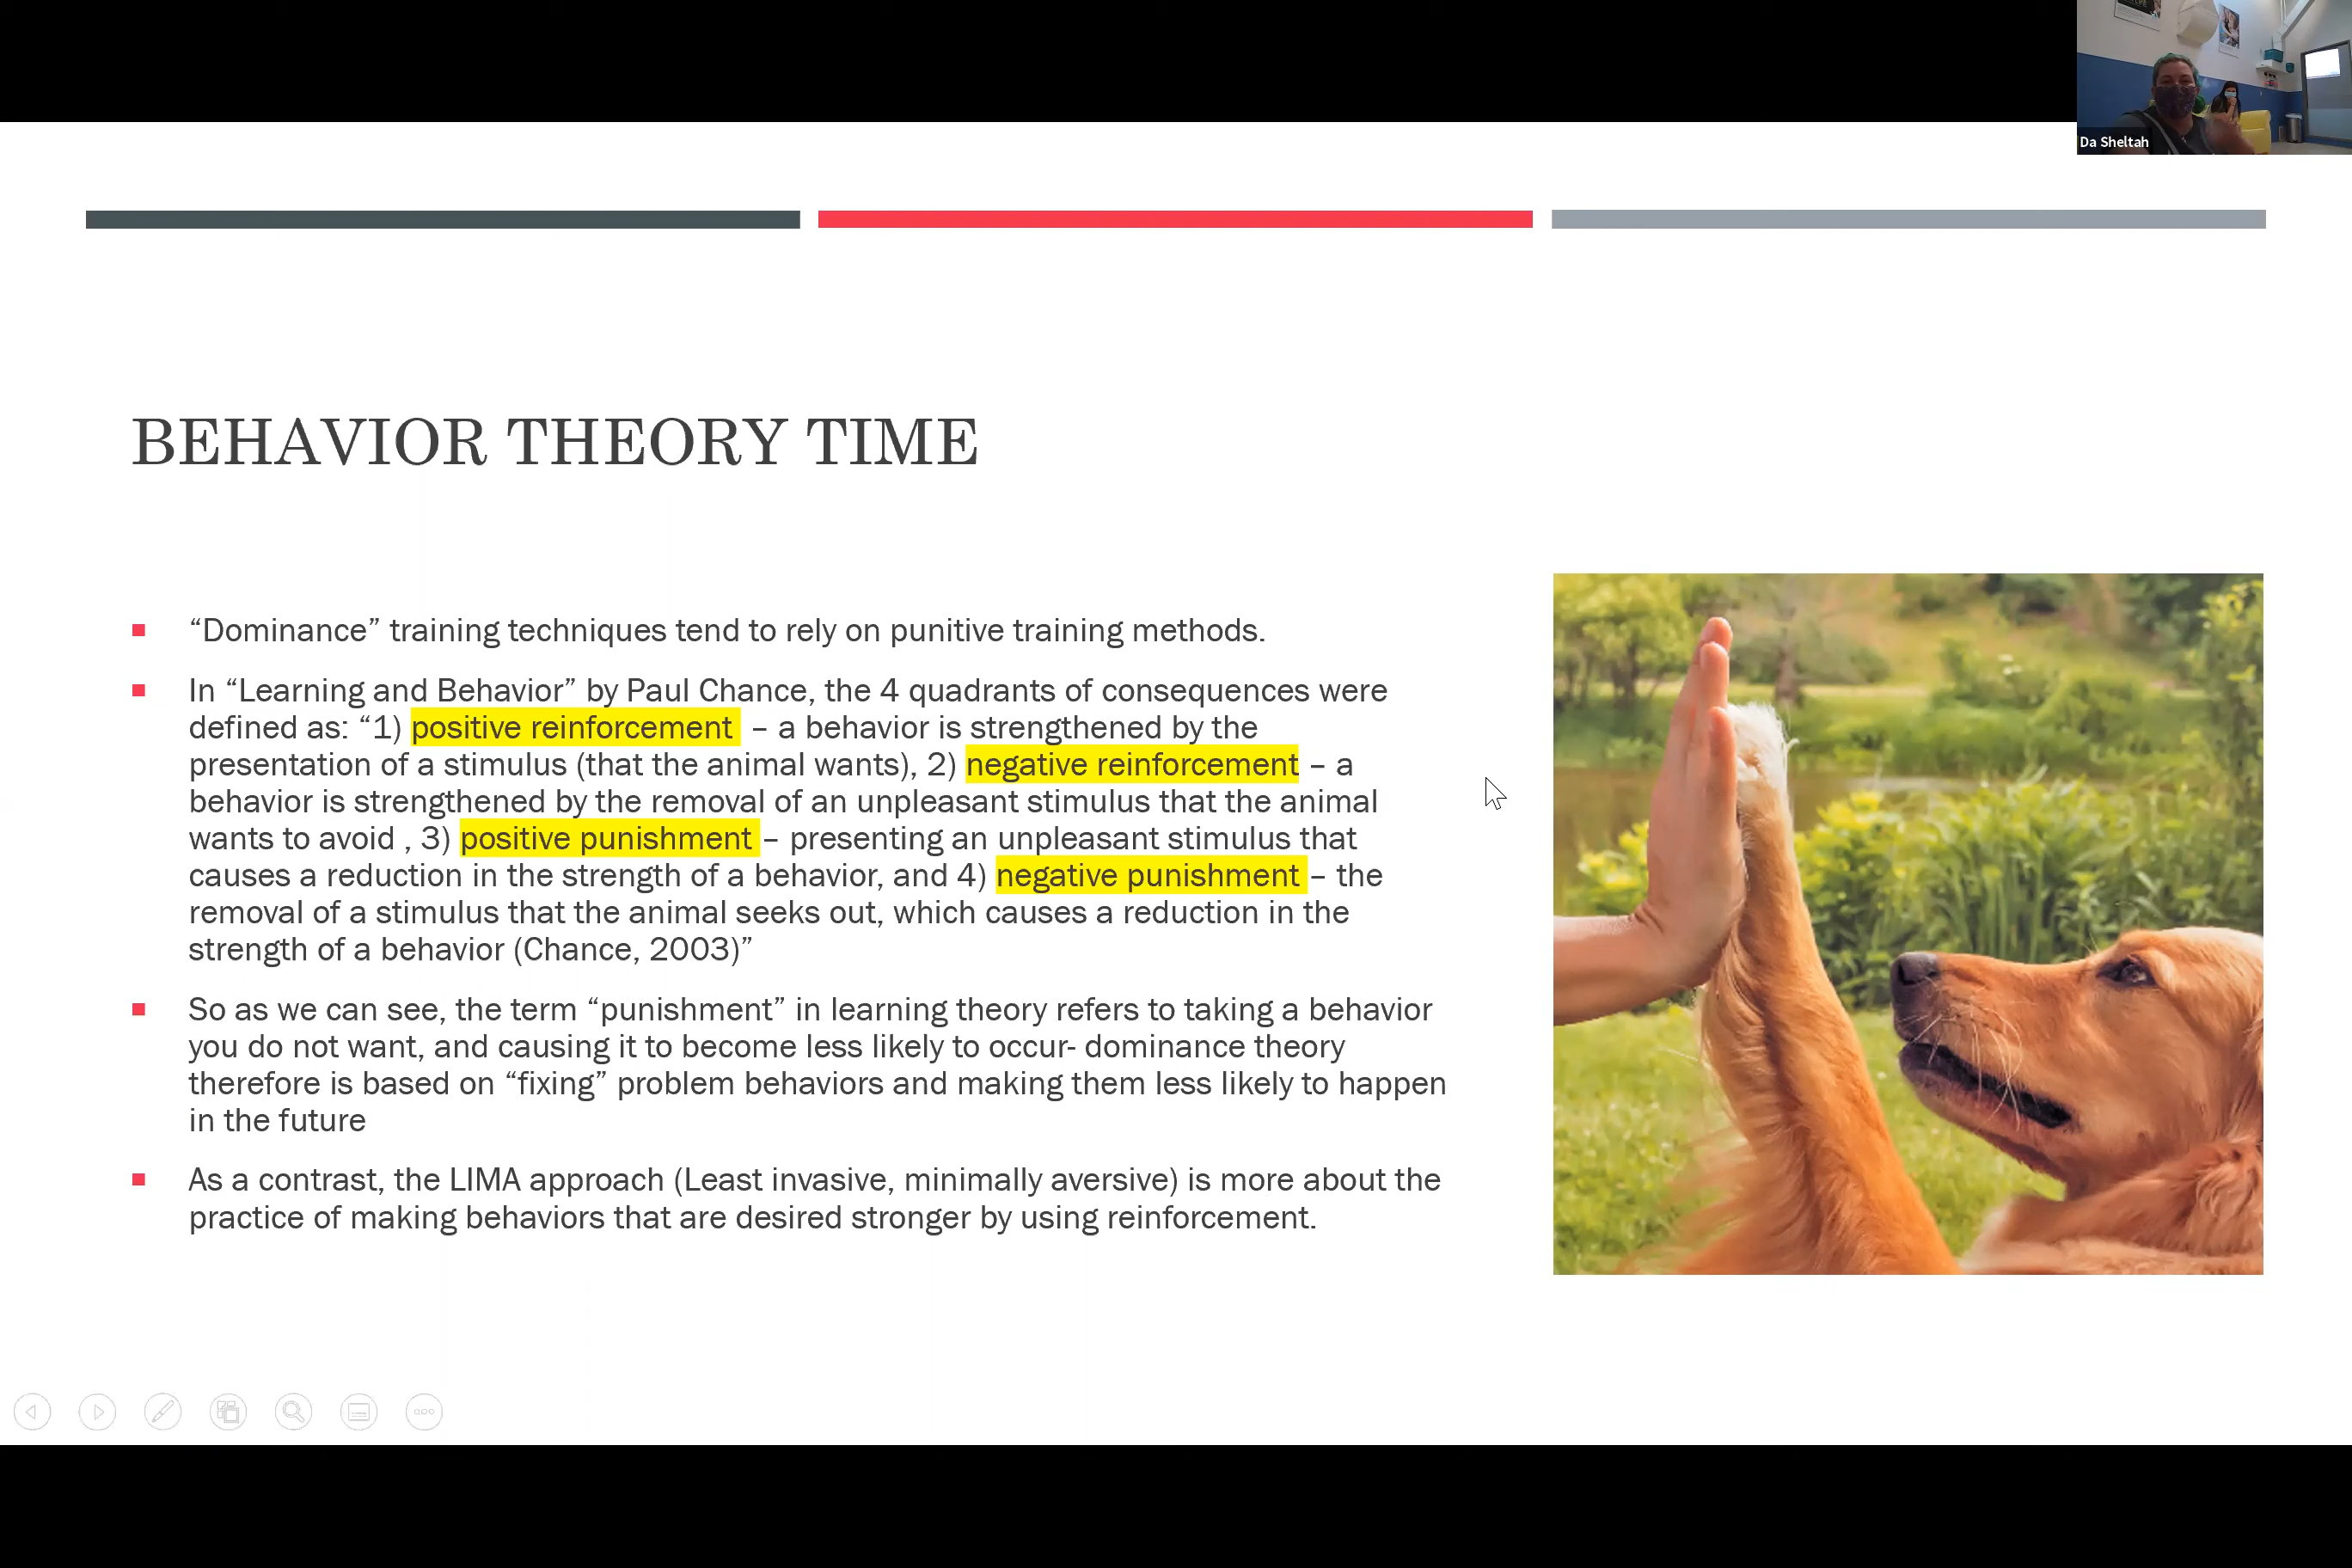 Da Sheltah
BEHAVIOR THEORY TIME
“Dominance” training techniques tend to rely on punitive training methods.
In “Learning and Behavior” by Paul Chance, the 4 quadrants of consequences were
defined as: “1) positive reinforcement – a behavior is strengthened by the
presentation of a stimulus (that the animal wants), 2) negative reinforcement – a
behavior is strengthened by the removal of an unpleasant stimulus that the animal
wants to avoid , 3) positive punishment – presenting an unpleasant stimulus that
causes a reduction in the strength of a behavior, and 4) negative punishment – the
removal of a stimulus that the animal seeks out, which causes a reduction in the
strength of a behavior (Chance, 2003)”
So as we can see, the term “punishment” in learning theory refers to taking a behavior
you do not want, and causing it to become less likely to occur- dominance theory
therefore is based on “fixing” problem behaviors and making them less likely to happen
in the future
As a contrast, the LIMA approach (Least invasive, minimally aversive) is more about the
practice of making behaviors that are desired stronger by using reinforcement.